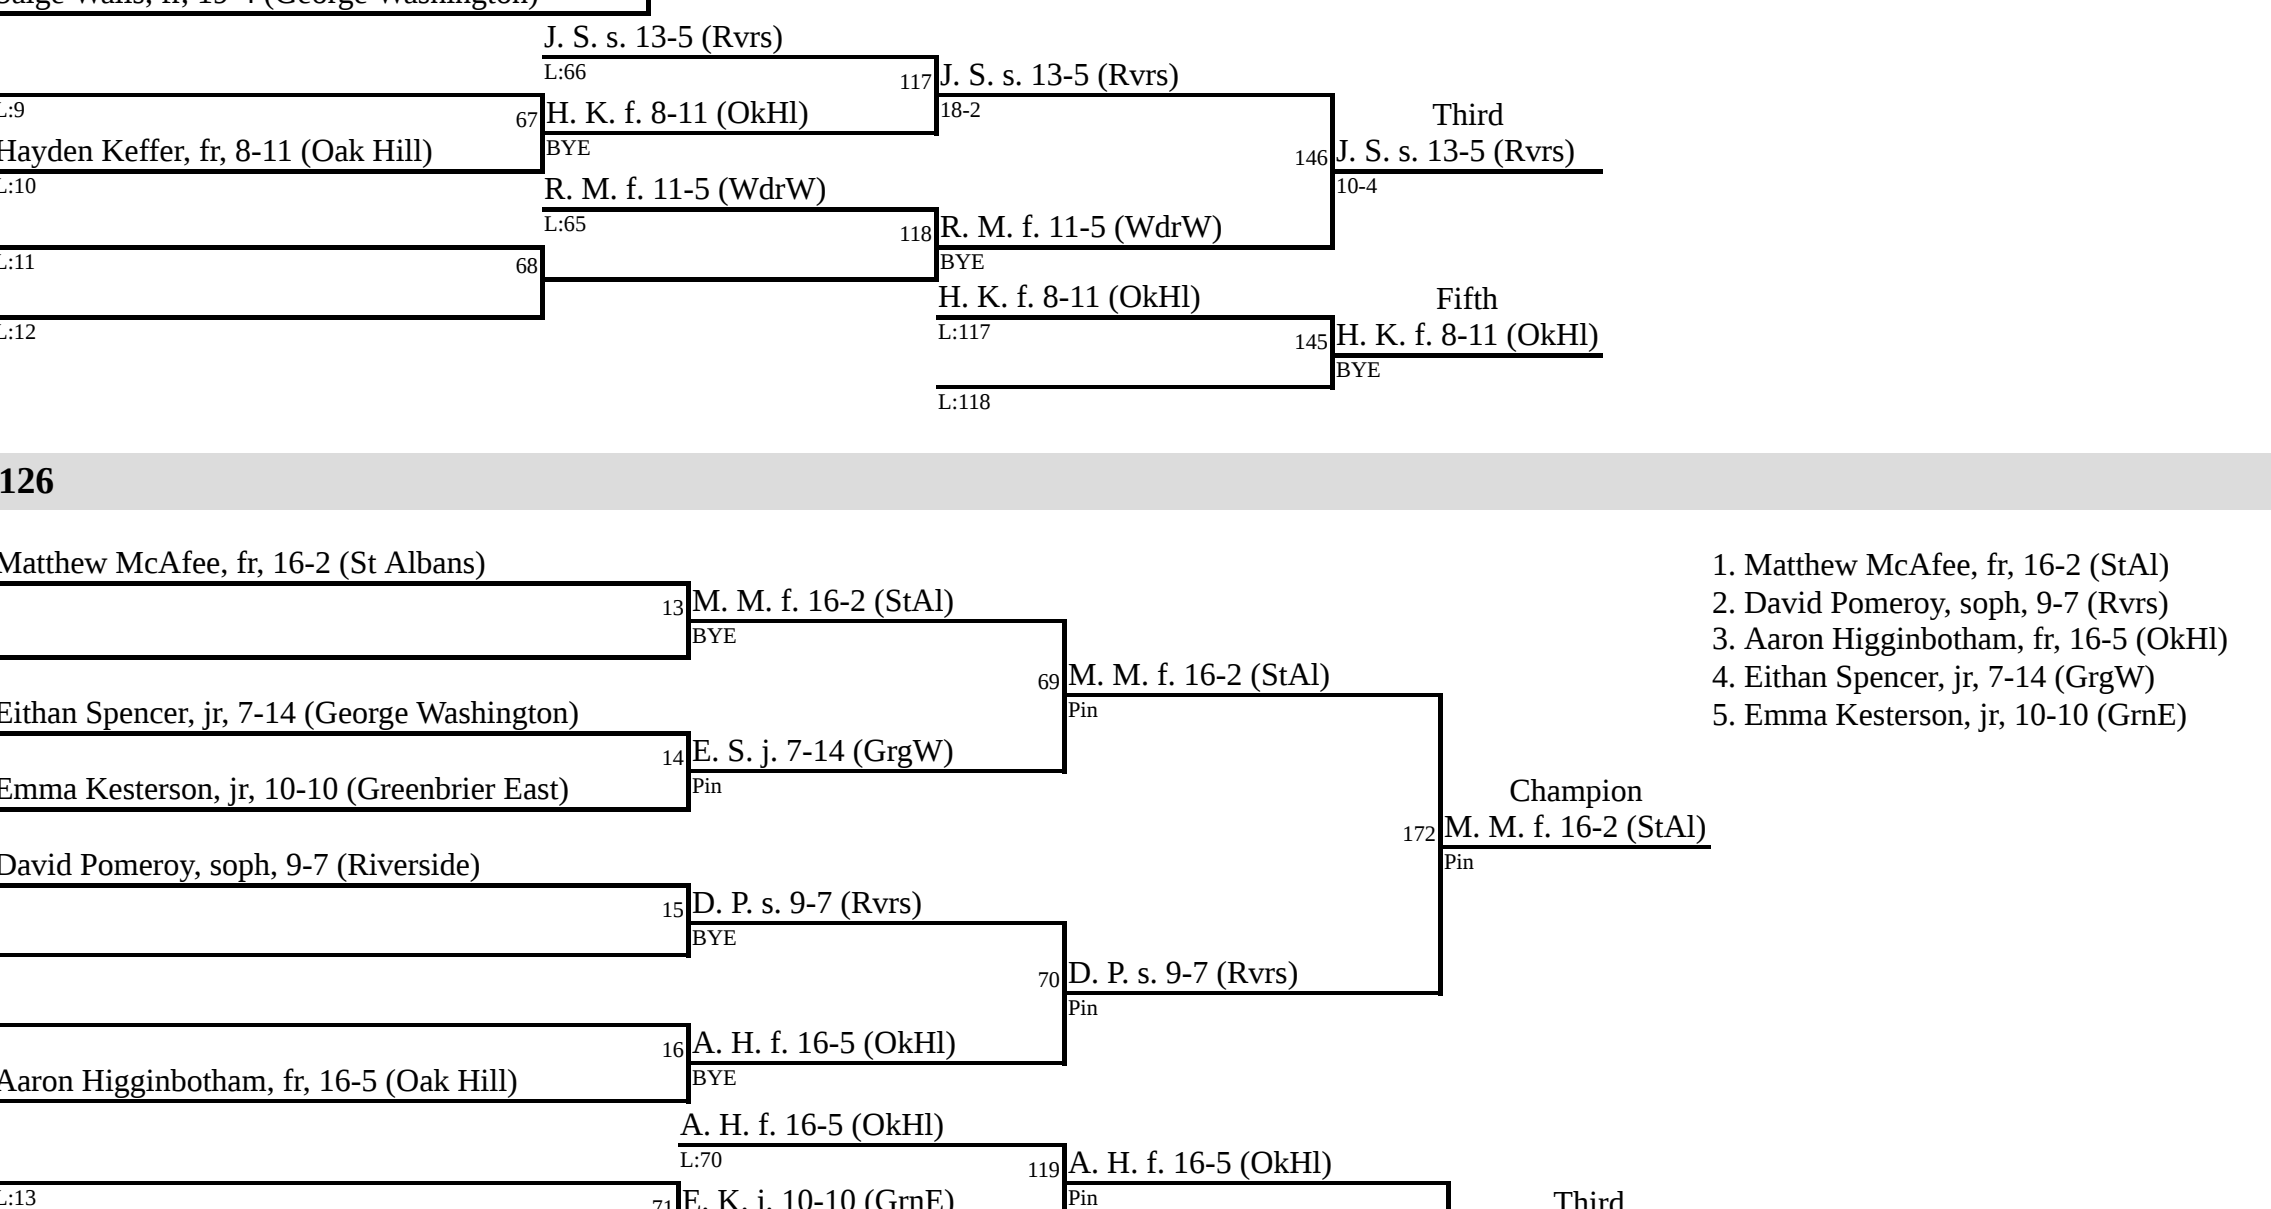 J. S. s. 13-5 (Rvrs)
L:66
117
J. S. s. 13-5 (Rvrs)
18-2
L:9
67
H. K. f. 8-11 (OkHl)
BYE
Third
Hayden Keffer, fr, 8-11 (Oak Hill)
L:10
146
J. S. s. 13-5 (Rvrs)
10-4
R. M. f. 11-5 (WdrW)
L:65
118
R. M. f. 11-5 (WdrW)
BYE
L:11
68
H. K. f. 8-11 (OkHl)
L:117
Fifth
L:12
145
H. K. f. 8-11 (OkHl)
BYE
L:118
126
Matthew McAfee, fr, 16-2 (St Albans)
1. Matthew McAfee, fr, 16-2 (StAl)
2. David Pomeroy, soph, 9-7 (Rvrs)
3. Aaron Higginbotham, fr, 16-5 (OkHl)
4. Eithan Spencer, jr, 7-14 (GrgW)
5. Emma Kesterson, jr, 10-10 (GrnE)
13
M. M. f. 16-2 (StAl)
BYE
69
M. M. f. 16-2 (StAl)
Pin
Eithan Spencer, jr, 7-14 (George Washington)
14
E. S. j. 7-14 (GrgW)
Pin
Emma Kesterson, jr, 10-10 (Greenbrier East)
Champion
172
M. M. f. 16-2 (StAl)
Pin
David Pomeroy, soph, 9-7 (Riverside)
15
D. P. s. 9-7 (Rvrs)
BYE
70
D. P. s. 9-7 (Rvrs)
Pin
16
A. H. f. 16-5 (OkHl)
BYE
Aaron Higginbotham, fr, 16-5 (Oak Hill)
A. H. f. 16-5 (OkHl)
L:70
119
A. H. f. 16-5 (OkHl)
Pin
L:13
71
E. K. j. 10-10 (GrnE)
Third